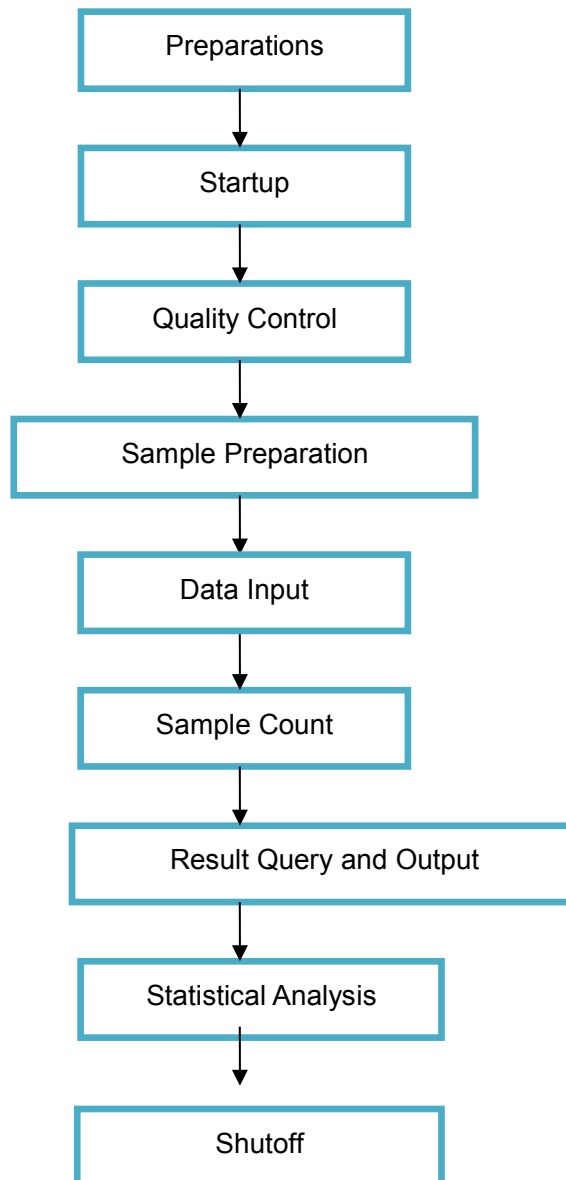 Preparations
Startup
Quality Control
Sample Preparation
Data Input
Sample Count
Result Query and Output
Statistical Analysis
Shutoff